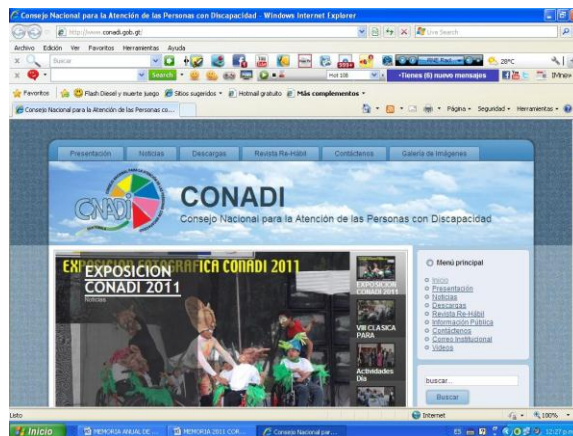 Consejo Nacional para la Atención de las Personas con Discapacidad - Windows Internet Explorer
http://www.conadi.gob.gt/
Live Search
Archivo Edición Ver Favoritos Herramientas Ayuda
Buscar
28°C
Search
Hot 108
-Tienes (6) nuevo mensajes
Favoritos
Flash Diesel y muerte juego
Sitios sugeridos
Hotmail gratuito
Más complementos
Consejo Nacional para la Atención de las Personas co...
Página
Seguridad
Herramientas
Presentación
Noticias
Descargas
Revista Re-Hábil
Contáctenos
Galería de Imágenes
CNADI
CONADI
Consejo Nacional para la Atención de las Personas con Discapacidad
EXPOSICION FOTOGRAFICA CONADI 2011
EXPOSICION
CONADI 2011
Noticias
EXPOSICION
CONADI 2011
VIII CLASICA
PARA
Actividades
Día
Menú principal
Inicio
Presentación
Noticias
Descargas
Revista Re-Hábil
Información Pública
Contáctenos
Correo Institucional
Videos
buscar...
Buscar
Listo
Internet
100%
Inicio
MEMORIA ANUAL DE ...
MEMORIA 2011 COR...
Consejo Nacional par...
ES
12:27 p.m.